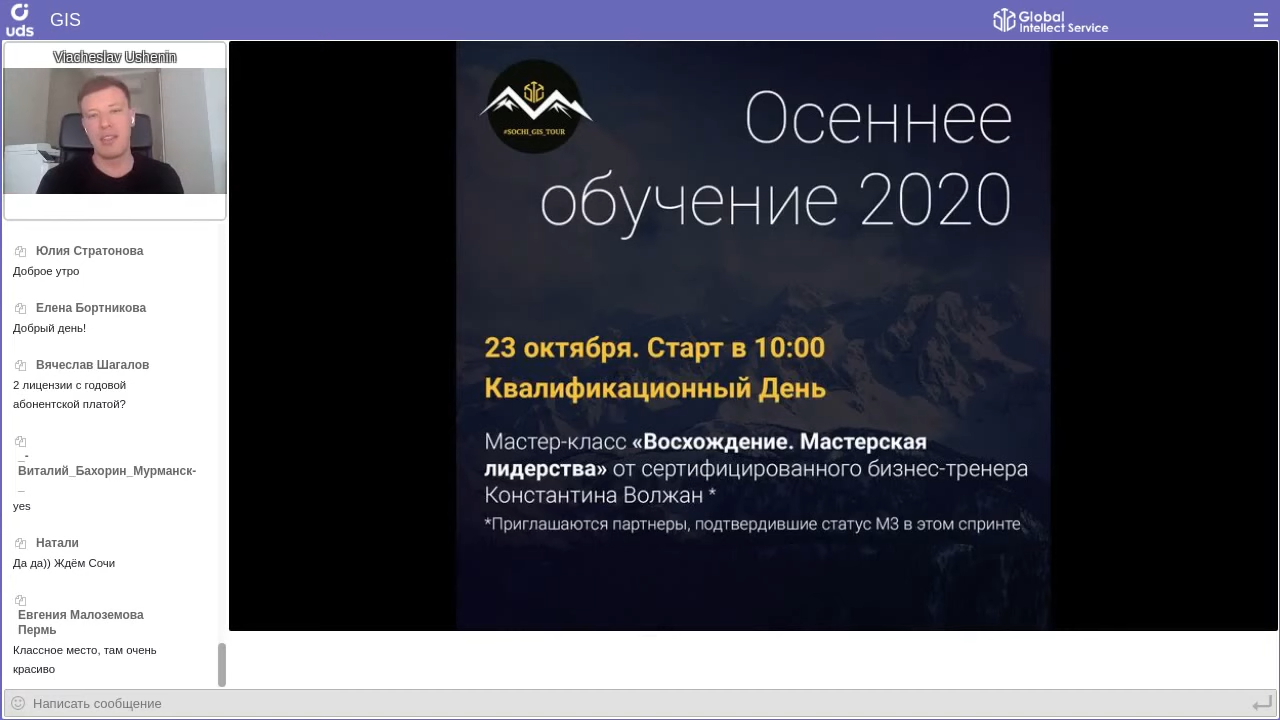 uds
GIS
Global
Intellect Service
Viacheslav Ushenin
Юлия Стратонова
Доброе утро
Елена Бортникова
Добрый день!
Вячеслав Шагалов
2 лицензии с годовой
абонентской платой?
_-
Виталий_Бахорин_Мурманск-
_
yes
Натали
Да да)) Ждём Сочи
Евгения Малоземова
Пермь
Классное место, там очень
красиво
#SOCHI_GIS_TOUR
Осеннее
обучение 2020
23 октября. Старт в 10:00
Квалификационный День
Мастер-класс «Восхождение. Мастерская
лидерства» от сертифицированного бизнес-тренера
Константина Волжан *
*Приглашаются партнеры, подтвердившие статус М3 в этом спринте
Написать сообщение